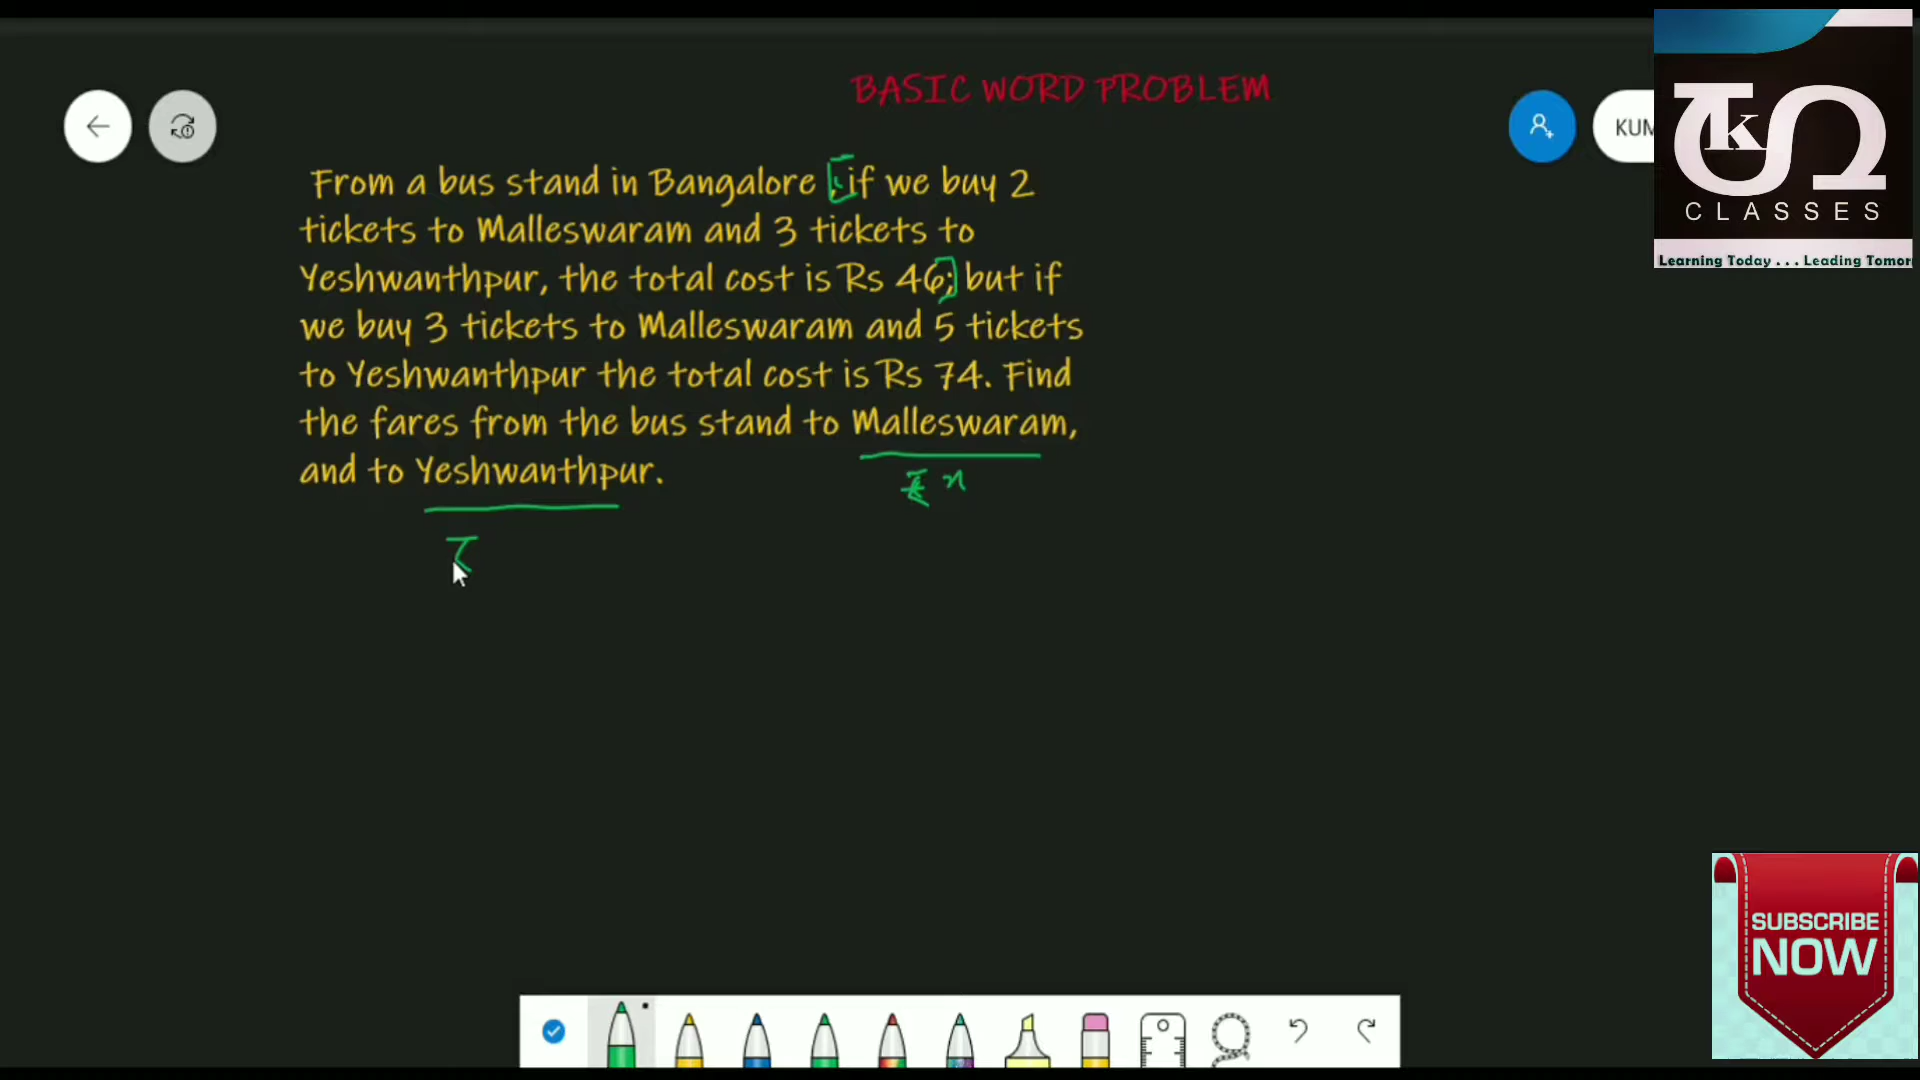 BASIC WORD PROBLEM
KUM
From a bus stand in Bangalore , if we buy 2
tickets to Malleswaram and 3 tickets to
Yeshwanthpur, the total cost is Rs 46; but if
we buy 3 tickets to Malleswaram and 5 tickets
to Yeshwanthpur the total cost is Rs 74. Find
the fares from the bus stand to Malleswaram,
and to Yeshwanthpur.
₹ x
K
CLASSES
Learning Today . . . Leading Tomor
SUBSCRIBE
NOW